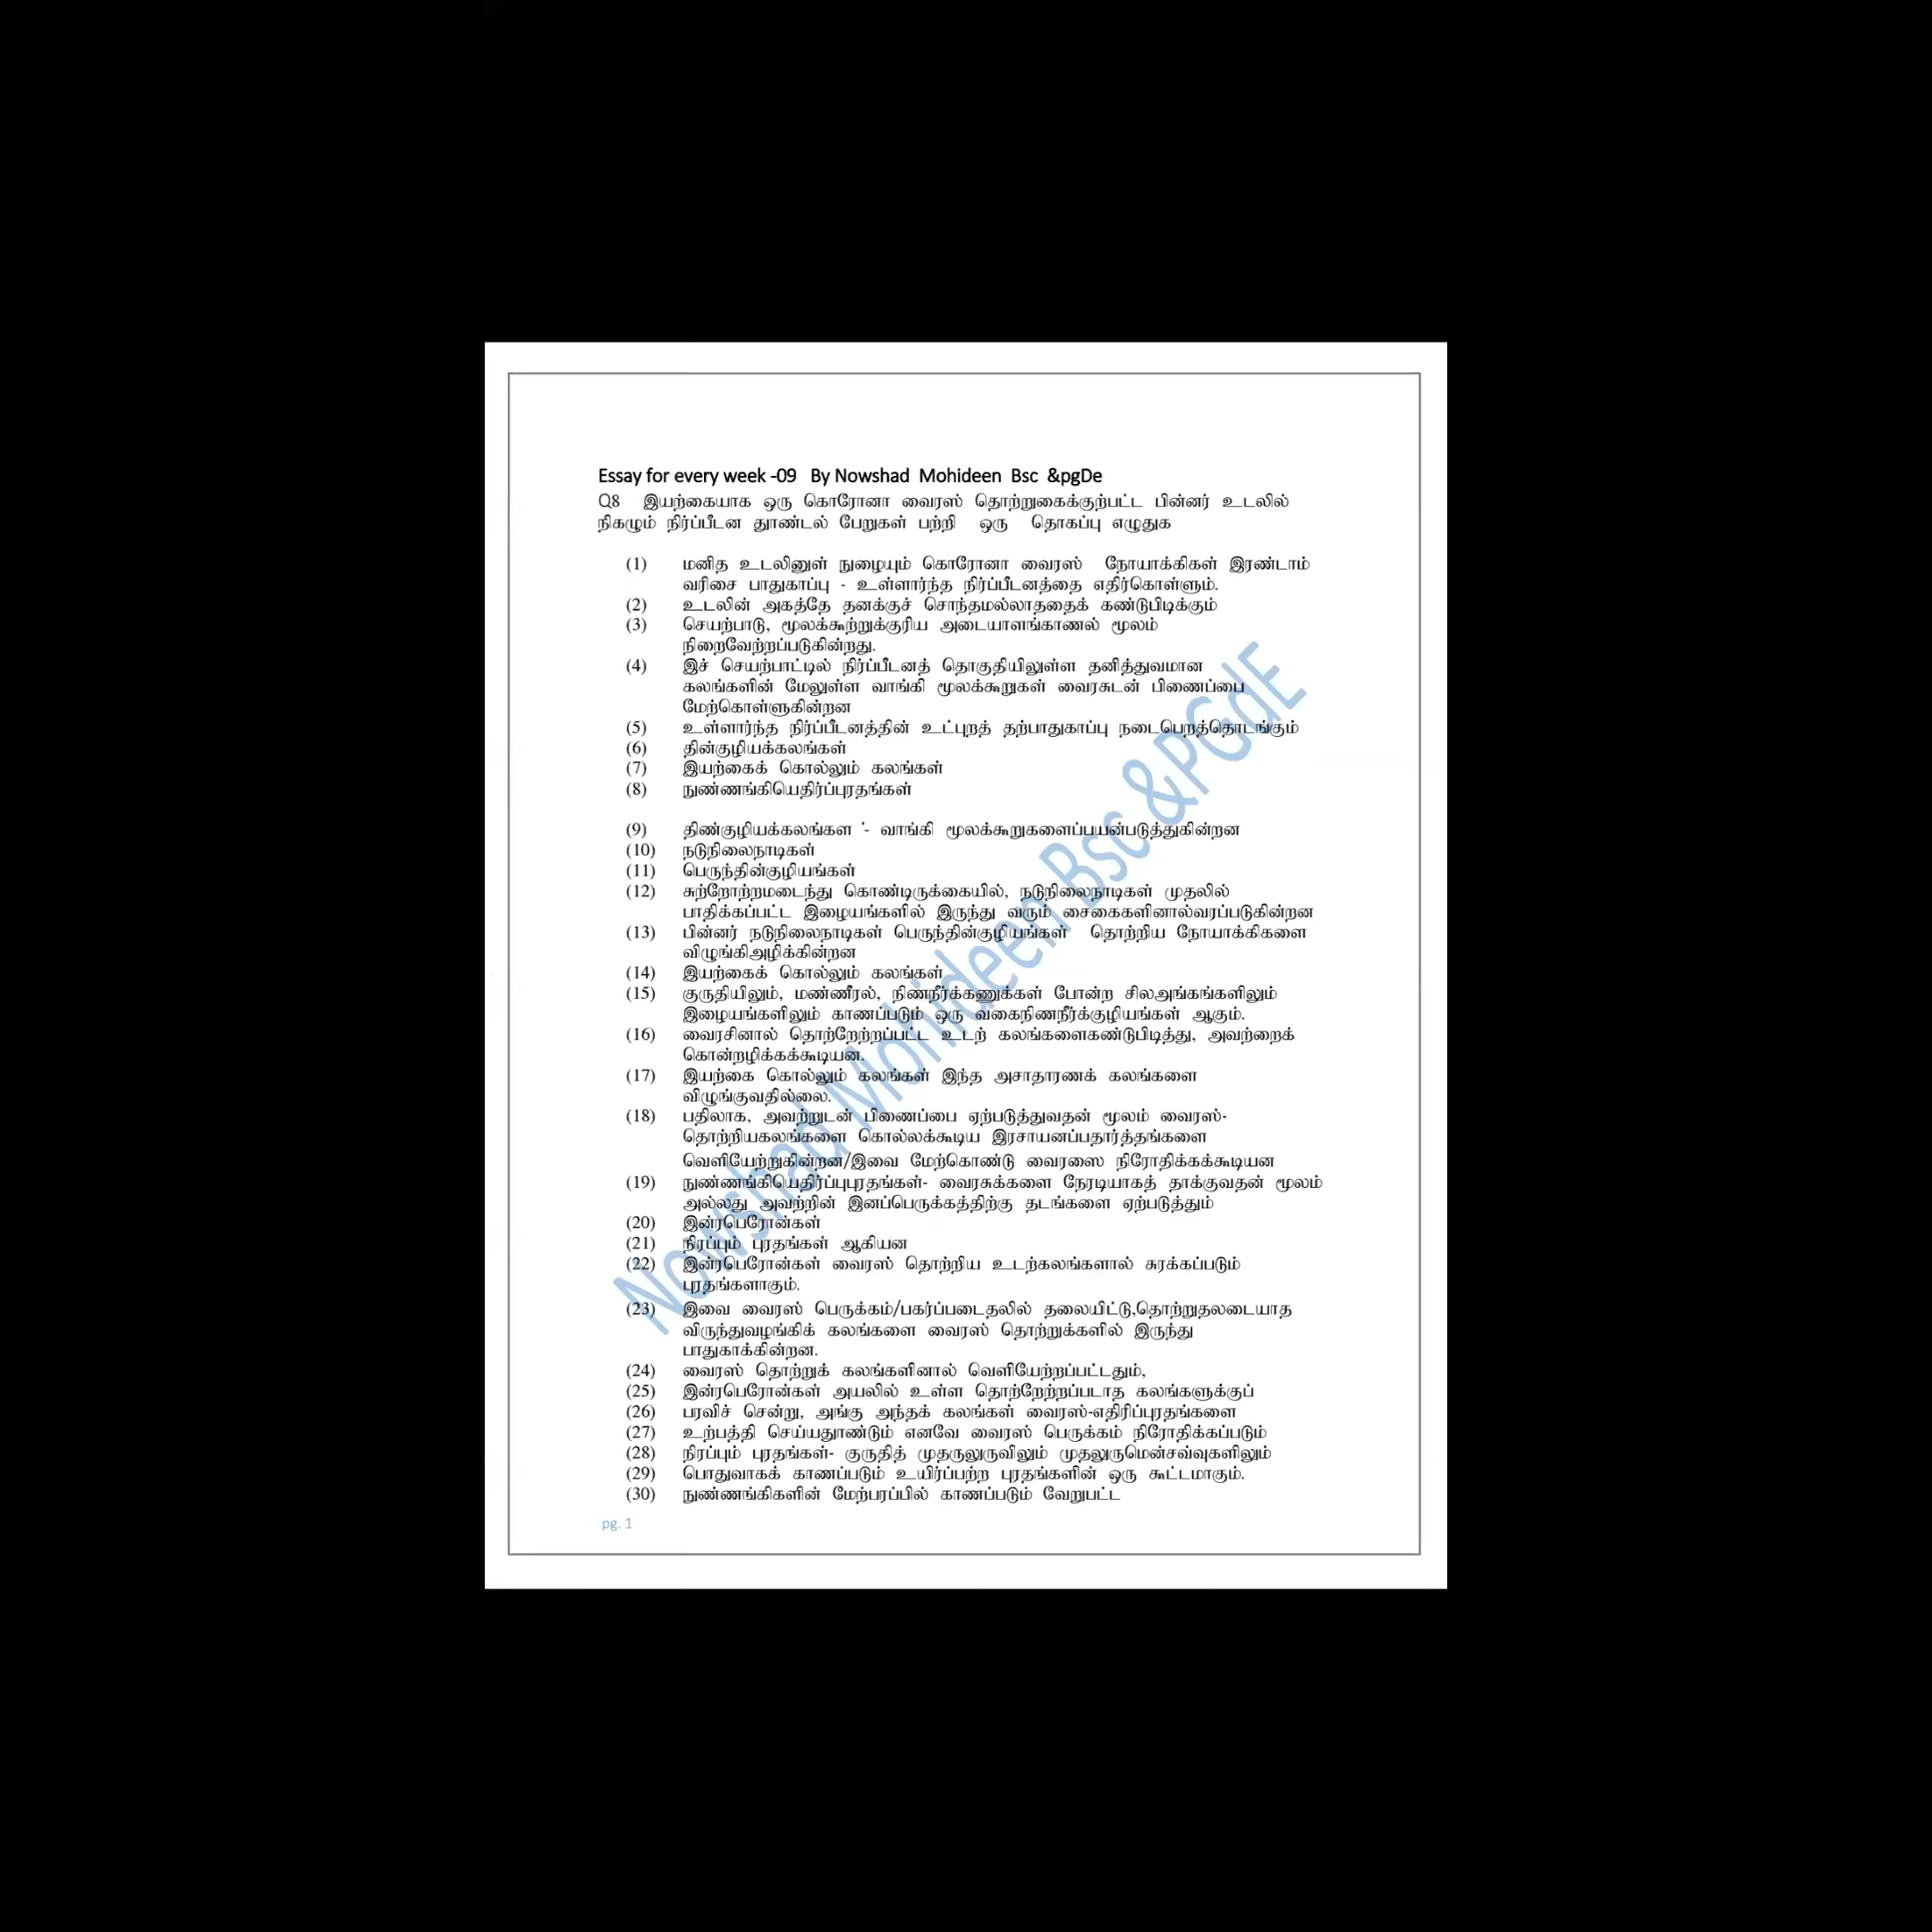 Essay for every week -09 By Nowshad Mohideen Bsc &pgDe
Q8 இயற்கையாக ஒரு கொரோனா வைரஸ் தொற்றுகைக்குற்பட்ட பின்னர் உடலில்
நிகழும் நிர்ப்பீடன துாண்டல் பேறுகள் பற்றி ஒரு தொகப்பு எழுதுக
(1) மனித உடலினுள் நுழையும் கொரோனா வைரஸ் நோயாக்கிகள் இரண்டாம்
வரிசை பாதுகாப்பு - உள்ளார்ந்த நிர்ப்பீடனத்தை எதிர்கொள்ளும்.
(2) உடலின் அகத்தே தனக்குச் சொந்தமல்லாததைக் கண்டுபிடிக்கும்
(3) செயற்பாடு, மூலக்கூற்றுக்குரிய அடையாளங்காணல் மூலம்
நிறைவேற்றப்படுகின்றது.
(4) இச் செயற்பாட்டில் நிர்ப்பீடனத் தொகுதியிலுள்ள தனித்துவமான
கலங்களின் மேலுள்ள வாங்கி மூலக்கூறுகள் வைரசுடன் பிணைப்பை
மேற்கொள்ளுகின்றன
(5) உள்ளார்ந்த நிர்ப்பீடனத்தின் உட்புறத் தற்பாதுகாப்பு நடைபெறத்தொடங்கும்
(6) தின்குழியக்கலங்கள்
(7) இயற்கைக் கொல்லும் கலங்கள்
(8) நுண்ணங்கியெதிர்ப்புரதங்கள்
(9) திண்குழியக்கலங்கள ்- வாங்கி மூலக்கூறுகளைப்பயன்படுத்துகின்றன
(10) நடுநிலைநாடிகள்
(11) பெருந்தின்குழியங்கள்
(12) சுற்றோற்றமடைந்து கொண்டிருக்கையில், நடுநிலைநாடிகள் முதலில்
பாதிக்கப்பட்ட இழையங்களில் இருந்து வரும் சைகைகளினால்வரப்படுகின்றன
(13) பின்னர் நடுநிலைநாடிகள் பெருந்தின்குழியங்கள் தொற்றிய நோயாக்கிகளை
விழுங்கிஅழிக்கின்றன
(14) இயற்கைக் கொல்லும் கலங்கள்
(15) குருதியிலும், மண்ணீரல், நிணநீர்க்கணுக்கள் போன்ற சிலஅங்கங்களிலும்
இழையங்களிலும் காணப்படும் ஒரு வகைநிணநீர்க்குழியங்கள் ஆகும்.
(16) வைரசினால் தொற்றேற்றப்பட்ட உடற் கலங்களைகண்டுபிடித்து, அவற்றைக்
கொன்றழிக்கக்கூடியன.
(17) இயற்கை கொல்லும் கலங்கள் இந்த அசாதாரணக் கலங்களை
விழுங்குவதில்லை.
(18) பதிலாக, அவற்றுடன் பிணைப்பை ஏற்படுத்துவதன் மூலம் வைரஸ்-
தொற்றியகலங்களை கொல்லக்கூடிய இரசாயனப்பதார்த்தங்களை
வெளியேற்றுகின்றன/இவை மேற்கொண்டு வைரஸை நிரோதிக்கக்கூடியன
(19) நுண்ணங்கியெதிர்ப்புபுரதங்கள்- வைரசுக்களை நேரடியாகத் தாக்குவதன் மூலம்
அல்லது அவற்றின் இனப்பெருக்கத்திற்கு தடங்களை ஏற்படுத்தும்
(20) இன்ரபெரோன்கள்
(21) நிரப்பும் புரதங்கள் ஆகியன
(22) இன்ரபெரோன்கள் வைரஸ் தொற்றிய உடற்கலங்களால் சுரக்கப்படும்
புரதங்களாகும்.
(23) இவை வைரஸ் பெருக்கம்/பகர்ப்படைதலில் தலையிட்டு,தொற்றுதலடையாத
விருந்துவழங்கிக் கலங்களை வைரஸ் தொற்றுக்களில் இருந்து
பாதுகாக்கின்றன.
(24) வைரஸ் தொற்றுக் கலங்களினால் வெளியேற்றப்பட்டதும்,
(25) இன்ரபெரோன்கள் அயலில் உள்ள தொற்றேற்றப்படாத கலங்களுக்குப்
(26) பரவிச் சென்று, அங்கு அந்தக் கலங்கள் வைரஸ்-எதிரிப்புரதங்களை
(27) உற்பத்தி செய்யதுாண்டும் எனவே வைரஸ் பெருக்கம் நிரோதிக்கப்படும்
(28) நிரப்பும் புரதங்கள்- குருதித் முதருலுருவிலும் முதலுருமென்சவ்வுகளிலும்
(29) பொதுவாகக் காணப்படும் உயிர்ப்பற்ற புரதங்களின் ஒரு கூட்டமாகும்.
(30) நுண்ணங்கிகளின் மேற்பரப்பில் காணப்படும் வேறுபட்ட
pg. 1
Nowshad Mohideen Bsc &PGdE